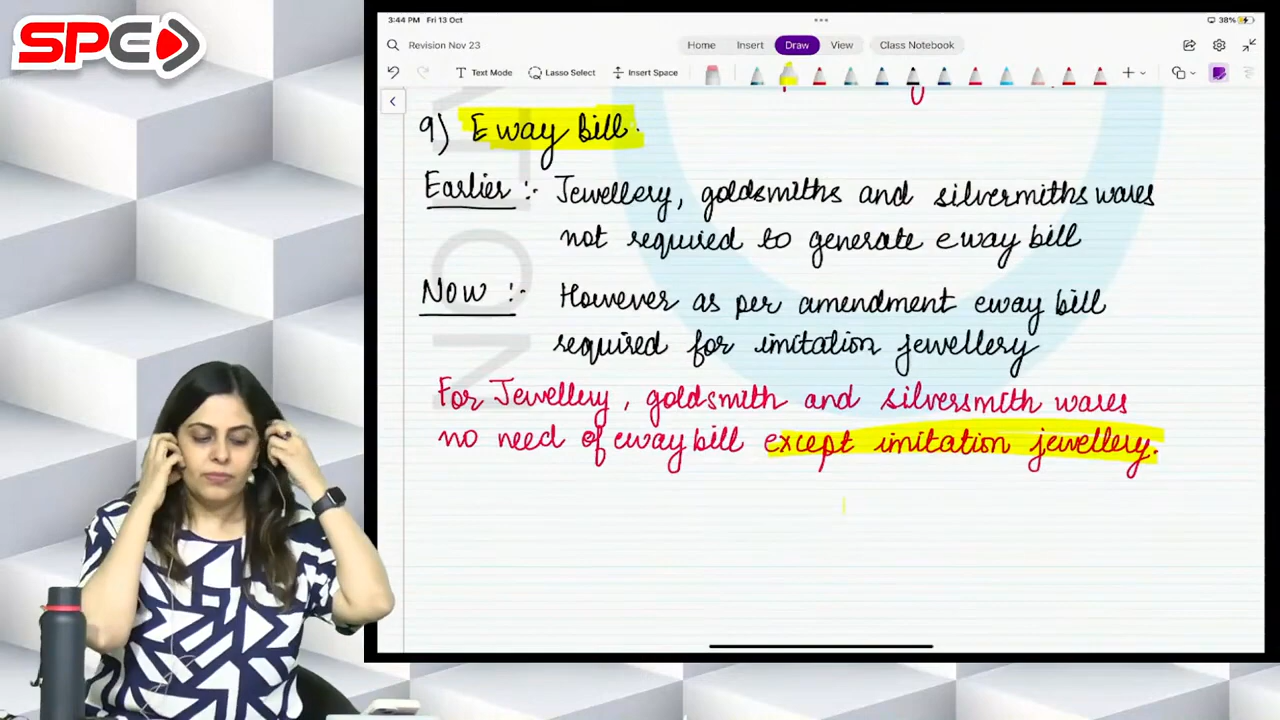 SPE
3:44 PM Fri 13 Oct
38%
Revision Nov 23
Home Insert Draw View Class Notebook
Text Mode Lasso Select Insert Space
9) Eway bill.
Earlier :- Jewellery, goldsmiths and silvermiths wares
not required to generate eway bill
Now :- However as per amendment eway bill
required for imitation jewellery
For Jewellery, goldsmith and silversmith wares
no need of eway bill except imitation jewellery.